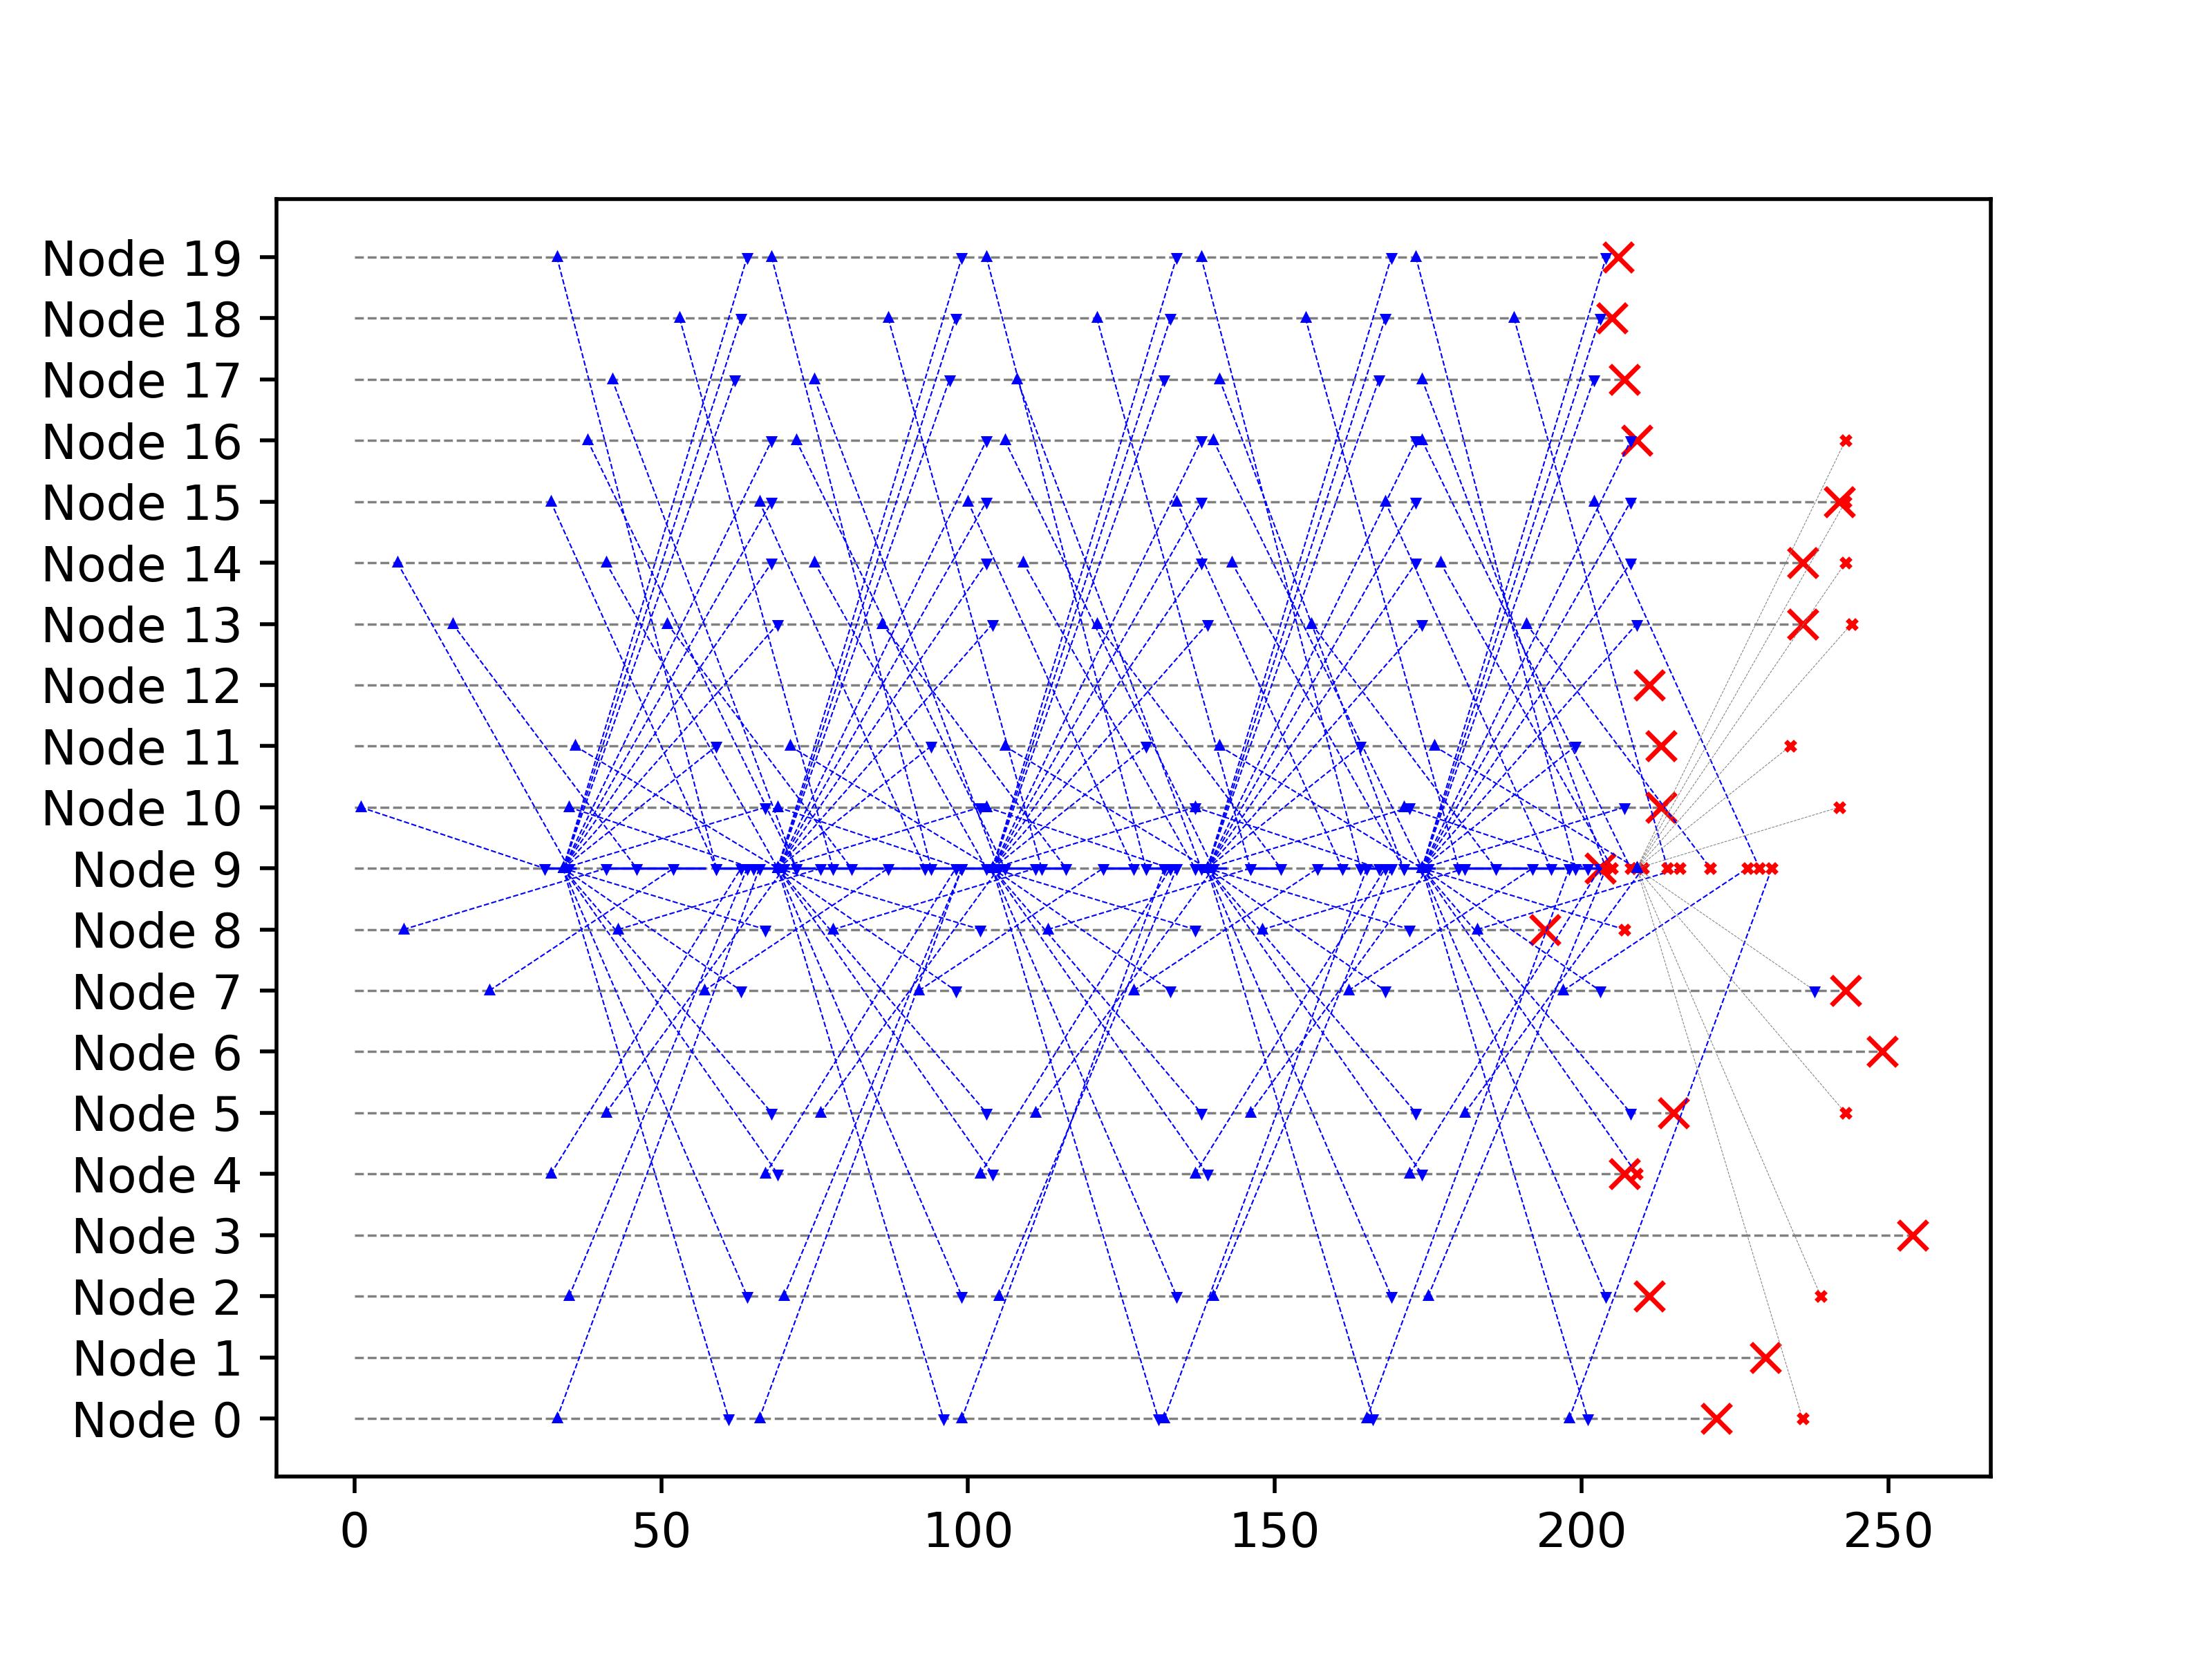 Node 19
Node 18
Node 17
Node 16
Node 15
Node 14
Node 13
Node 12
Node 11
Node 10
Node 9
Node 8
Node 7
Node 6
Node 5
Node 4
Node 3
Node 2
Node 1
Node 0
0 50 100 150 200 250